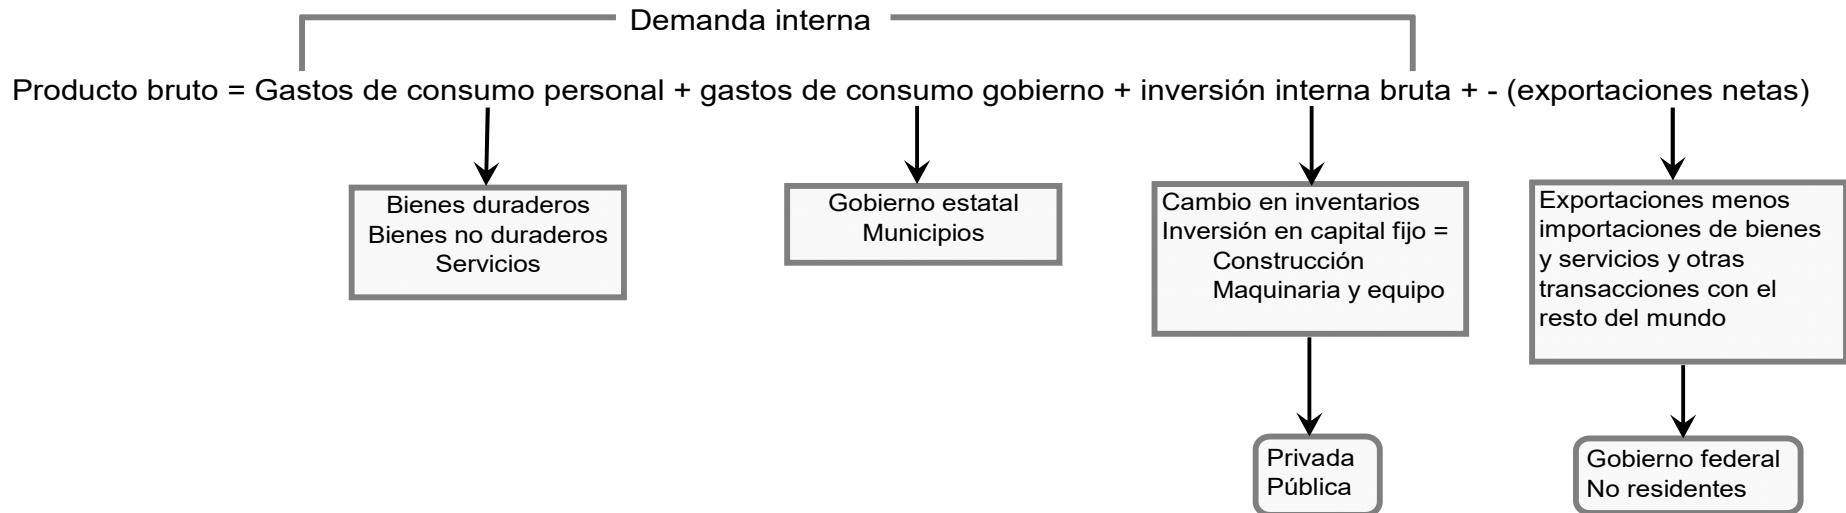 Demanda interna
Producto bruto = Gastos de consumo personal + gastos de consumo gobierno + inversión interna bruta + - (exportaciones netas)
Bienes duraderos
Bienes no duraderos
Servicios
Gobierno estatal
Municipios
Cambio en inventarios
Inversión en capital fijo =
Construcción
Maquinaria y equipo
Exportaciones menos
importaciones de bienes
y servicios y otras
transacciones con el
resto del mundo
Privada
Pública
Gobierno federal
No residentes